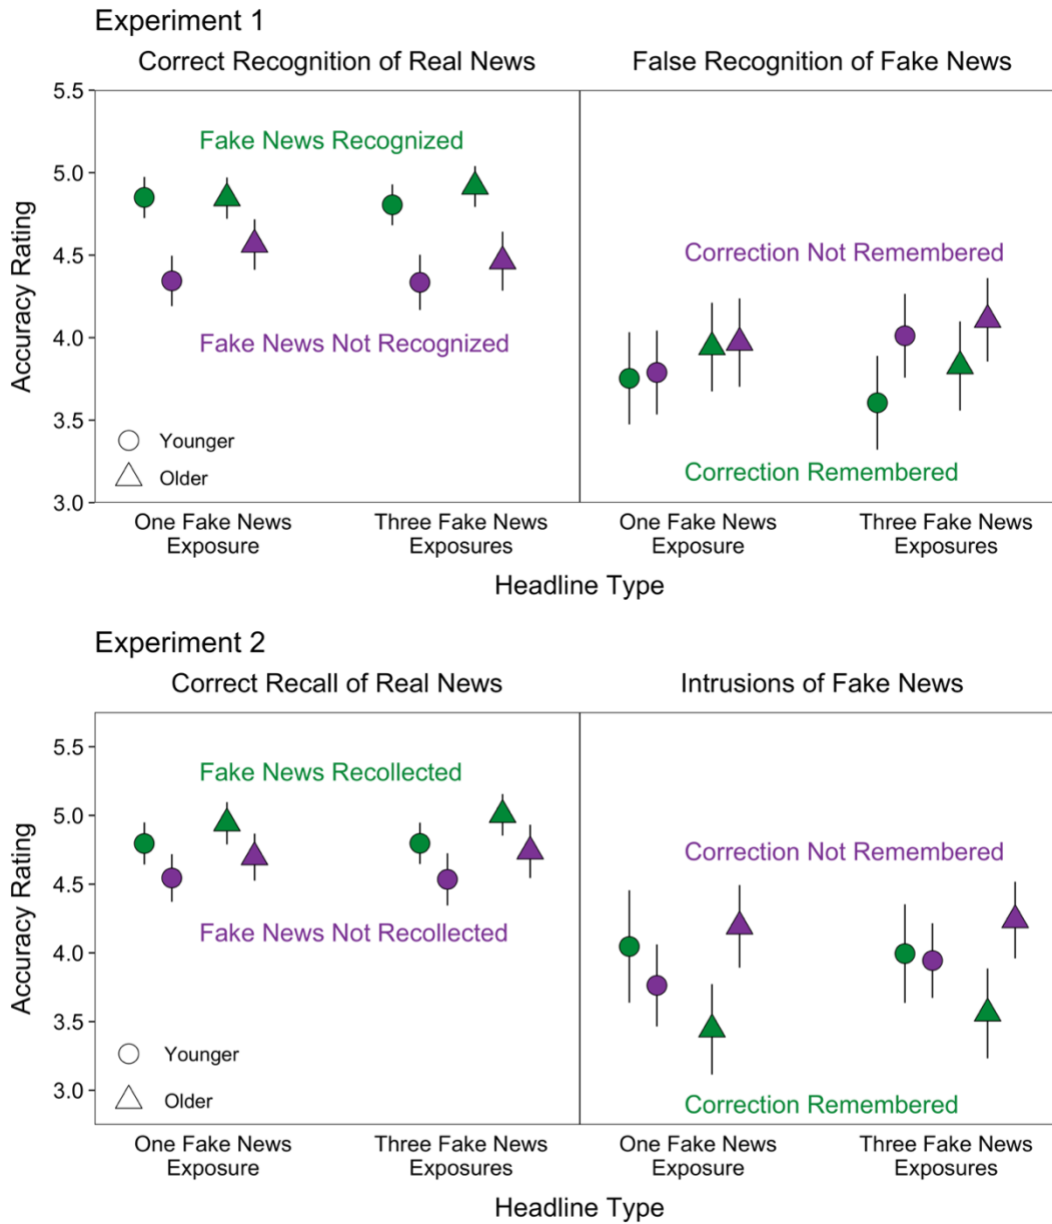 Experiment 1
Correct Recognition of Real News
False Recognition of Fake News
5.5
5.0
4.5
4.0
3.5
3.0
Accuracy Rating
Fake News Recognized
Fake News Not Recognized
Younger
Older
Correction Not Remembered
Correction Remembered
One Fake News
Exposure
Three Fake News
Exposures
One Fake News
Exposure
Three Fake News
Exposures
Headline Type
Experiment 2
Correct Recall of Real News
Intrusions of Fake News
5.5
5.0
4.5
4.0
3.5
3.0
Accuracy Rating
Fake News Recollected
Fake News Not Recollected
Younger
Older
Correction Not Remembered
Correction Remembered
One Fake News
Exposure
Three Fake News
Exposures
One Fake News
Exposure
Three Fake News
Exposures
Headline Type